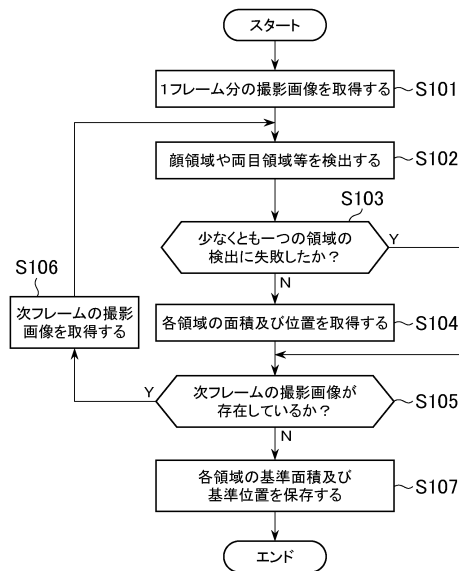 スタート
1フレーム分の撮影画像を取得する
S101
顔領域や両目領域等を検出する
S102
S103
少なくとも一つの領域の
検出に失敗したか？
Y
N
S106
次フレームの撮影
画像を取得する
各領域の面積及び位置を取得する
S104
次フレームの撮影画像が
存在しているか？
S105
Y
N
各領域の基準面積及び
基準位置を保存する
S107
エンド